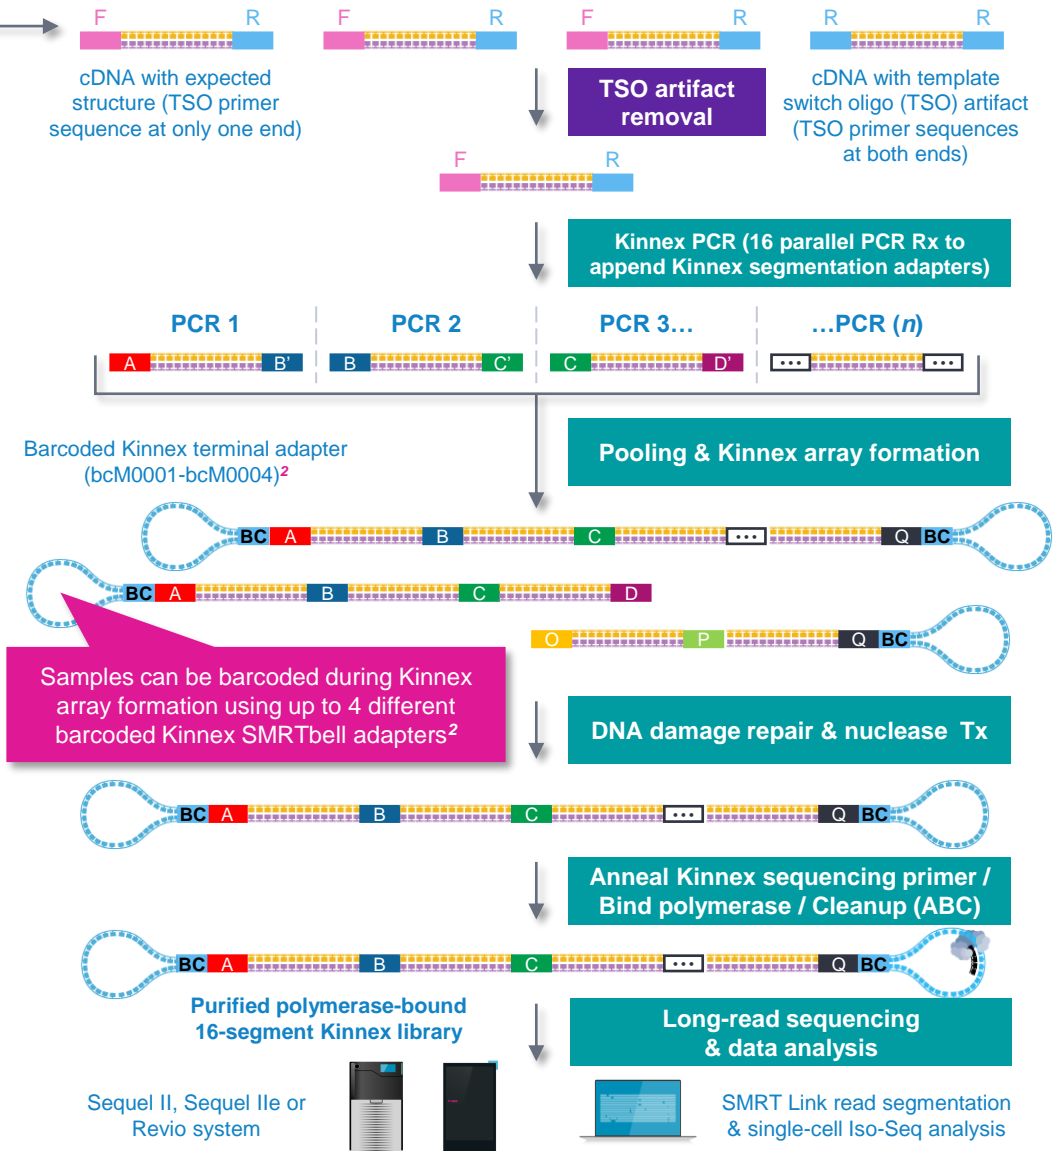 F R F R F R R R
cDNA with expected
structure (TSO primer
sequence at only one end)
TSO artifact
removal
cDNA with template
switch oligo (TSO) artifact
(TSO primer sequences
at both ends)
F R
Kinnex PCR (16 parallel PCR Rx to
append Kinnex segmentation adapters)
PCR 1 PCR 2 PCR 3... ...PCR (n)
A B' B C' C D' ... ...
Barcoded Kinnex terminal adapter
(bcM0001-bcM0004)2
Pooling & Kinnex array formation
BC A B C ... Q BC
BC A B C D
O P Q BC
Samples can be barcoded during Kinnex
array formation using up to 4 different
barcoded Kinnex SMRTbell adapters2
DNA damage repair & nuclease Tx
BC A B C ... Q BC
Anneal Kinnex sequencing primer /
Bind polymerase / Cleanup (ABC)
BC A B C ... Q BC
Purified polymerase-bound
16-segment Kinnex library
Long-read sequencing
& data analysis
Sequel II, Sequel IIe or
Revio system
SMRT Link read segmentation
& single-cell Iso-Seq analysis